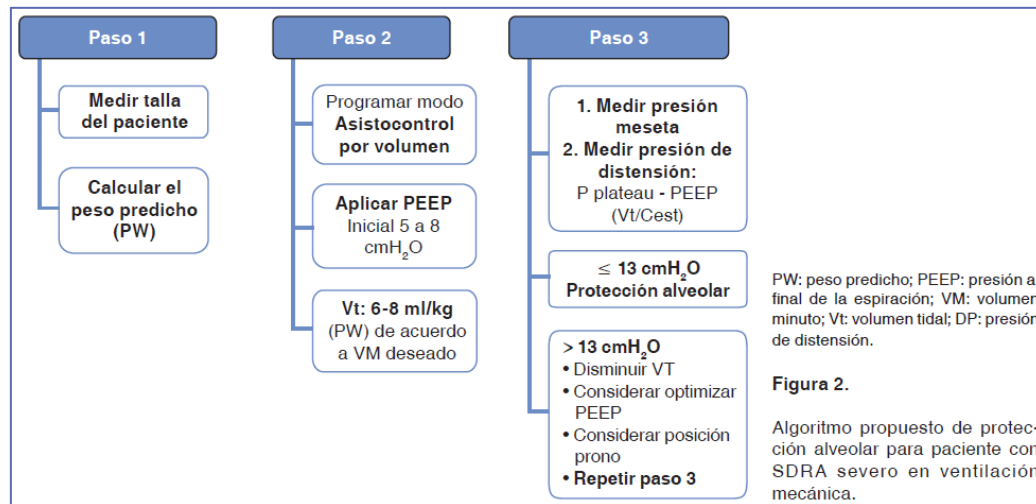 Paso 1
Medir talla
del paciente
Calcular el
peso predicho
(PW)
Paso 2
Programar modo
Asistocontrol
por volumen
Aplicar PEEP
Inicial 5 a 8
cmH₂O
Vt: 6-8 ml/kg
(PW) de acuerdo
a VM deseado
Paso 3
1. Medir presión
meseta
2. Medir presión de
distensión:
P plateau - PEEP
(Vt/Cest)
≤ 13 cmH₂O
Protección alveolar
> 13 cmH₂O
• Disminuir VT
• Considerar optimizar
PEEP
• Considerar posición
prono
• Repetir paso 3
PW: peso predicho; PEEP: presión a
final de la espiración; VM: volumen
minuto; Vt: volumen tidal; DP: presión
de distensión.
Figura 2.
Algoritmo propuesto de protec-
ción alveolar para paciente con
SDRA severo en ventilación
mecánica.